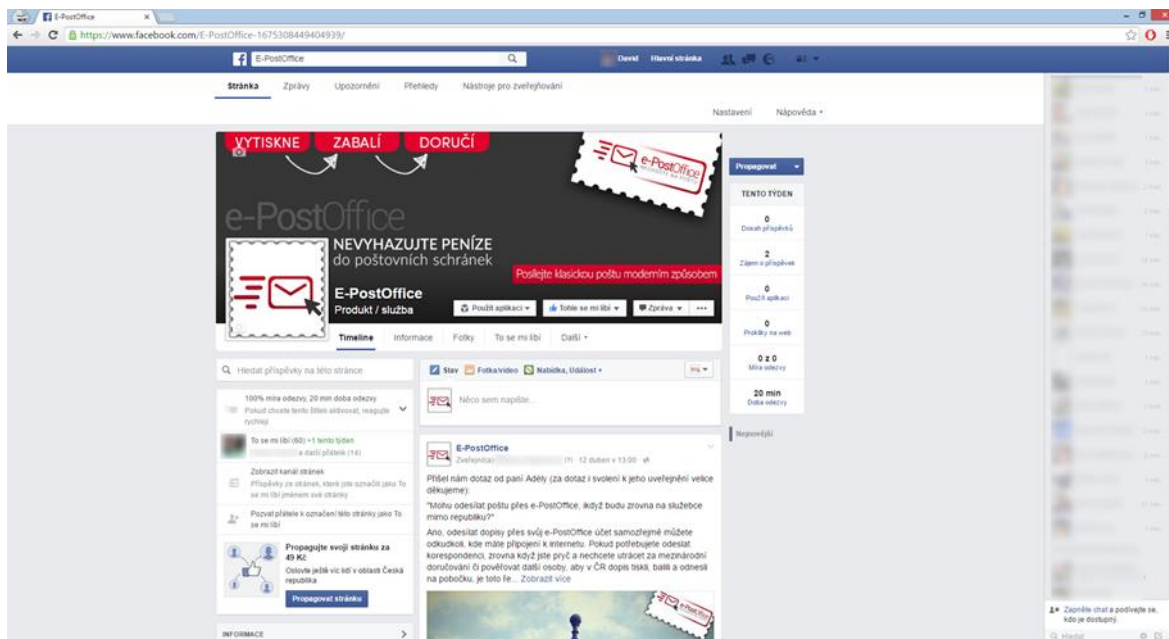 E-PostOffice
https://www.facebook.com/E-PostOffice-1675308449404939/
E-PostOffice
David Hlavní stránka
Stránka Zprávy Upozornění Přehledy Nástroje pro zveřejňování
Nastavení Nápověda
VYTISKNE ZABALÍ DORUČÍ
e-PostOffice
e-PostOffice
NEVYHAZUJTE PENÍZE
do poštovních schránek
Posílejte klasickou poštu moderním způsobem
E-PostOffice
Produkt / služba
Použít aplikaci
Tohle se mi líbí
Zpráva
Timeline Informace Fotky To se mi líbí Další
Propagovat
TENTO TÝDEN
0
Dosah příspěvků
2
Zájem o příspěvek
0
Použít aplikaci
0
Prokliky na web
0 z 0
Míra odezvy
20 min
Doba odezvy
Nejnovější
Hledat příspěvky na této stránce
100% míra odezvy, 20 min doba odezvy
Pokud chcete tento štítek aktivovat, reagujte
rychleji
To se mi líbí (60) +1 tento týden
a další přátelé (14)
Zobrazit kanál stránek
Příspěvky ze stránek, které jste označili jako To
se mi líbí jménem své stránky
Pozvat přátele k označení této stránky jako To
se mi líbí
Propagujte svoji stránku za
49 Kč
Oslovte ještě víc lidí v oblasti Česká
republika
Propagovat stránku
INFORMACE
Stav Fotka/video Nabídka, Událost +
Něco sem napište...
E-PostOffice
Zveřejnil(a) 12 duben v 13:00
Přišel nám dotaz od paní Adély (za dotaz i svolení k jeho uveřejnění velice
děkujeme):
"Mohu odesílat poštu přes e-PostOffice, ikdyž budu zrovna na služebce
mimo republiku?"
Ano, odesílat dopisy přes svůj e-PostOffice účet samozřejmě můžete
odkudkoli, kde máte připojení k internetu. Pokud potřebujete odeslat
korespondenci, zrovna když jste pryč a nechcete utrácet za mezinárodní
doručování či pověřovat další osoby, aby v ČR dopis tiskli, balili a odnesli
na pobočku, je toto ře... Zobrazit více
Zapněte chat a podívejte se,
kdo je dostupný.
Hledat